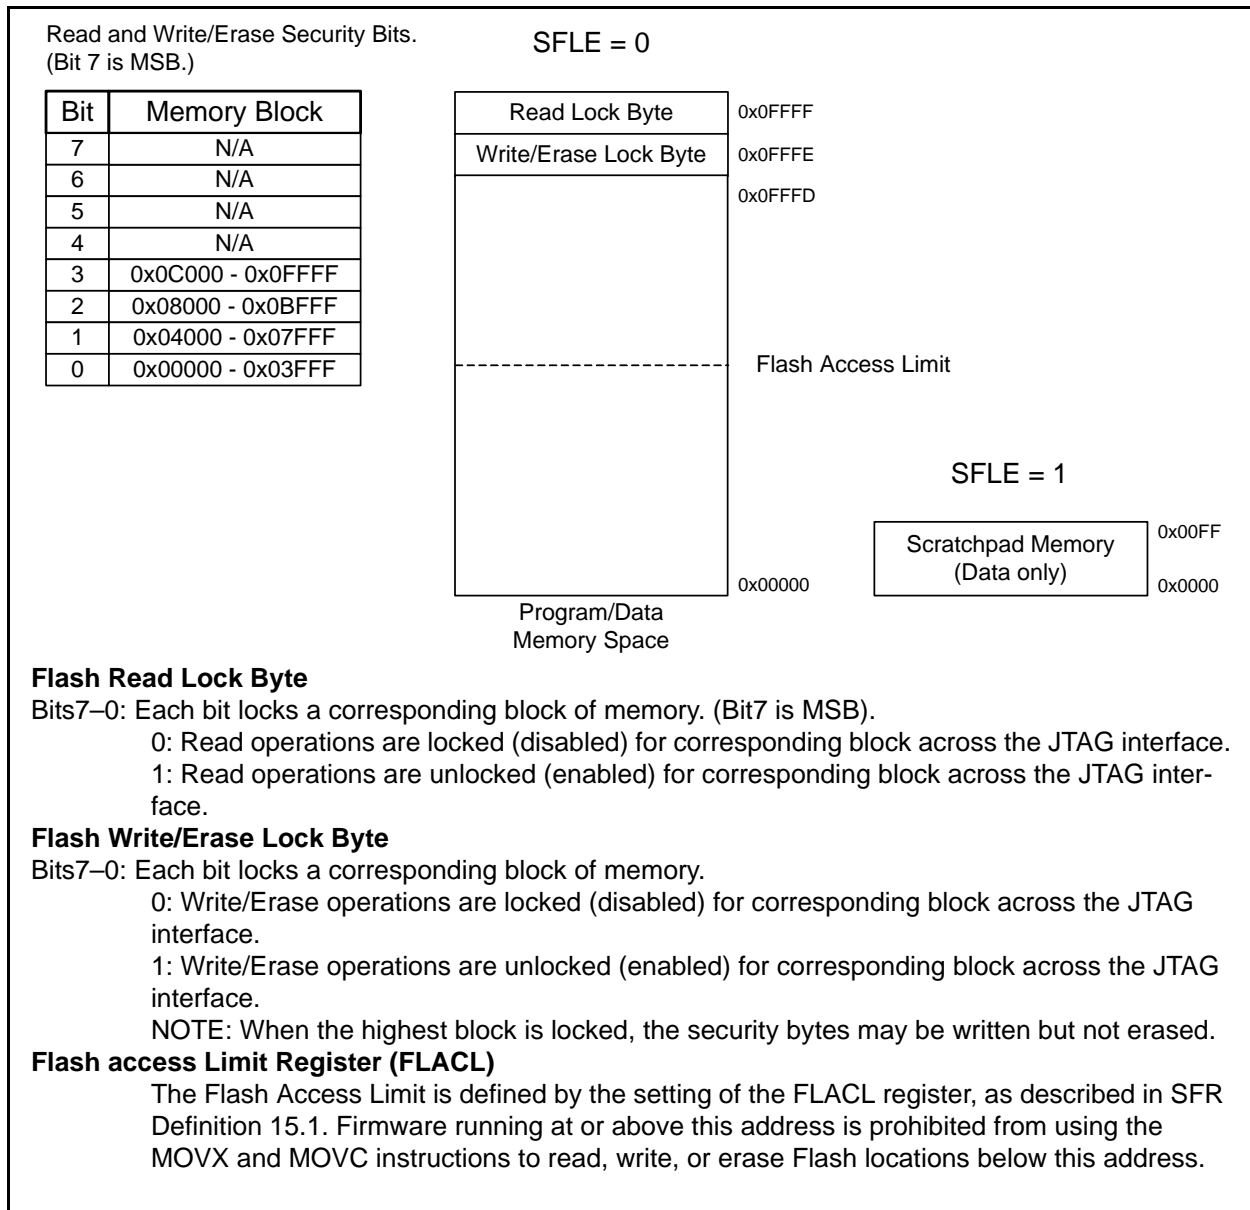 Read and Write/Erase Security Bits.
(Bit 7 is MSB.)
SFLE = 0
Bit Memory Block
7 N/A
6 N/A
5 N/A
4 N/A
3 0x0C000 - 0x0FFFF
2 0x08000 - 0x0BFFF
1 0x04000 - 0x07FFF
0 0x00000 - 0x03FFF
Read Lock Byte 0x0FFFF
Write/Erase Lock Byte 0x0FFFE
0x0FFFD
Flash Access Limit
0x00000
Program/Data
Memory Space
SFLE = 1
Scratchpad Memory
(Data only)
0x00FF
0x0000
Flash Read Lock Byte
Bits7–0: Each bit locks a corresponding block of memory. (Bit7 is MSB).
0: Read operations are locked (disabled) for corresponding block across the JTAG interface.
1: Read operations are unlocked (enabled) for corresponding block across the JTAG inter-
face.
Flash Write/Erase Lock Byte
Bits7–0: Each bit locks a corresponding block of memory.
0: Write/Erase operations are locked (disabled) for corresponding block across the JTAG
interface.
1: Write/Erase operations are unlocked (enabled) for corresponding block across the JTAG
interface.
NOTE: When the highest block is locked, the security bytes may be written but not erased.
Flash access Limit Register (FLACL)
The Flash Access Limit is defined by the setting of the FLACL register, as described in SFR
Definition 15.1. Firmware running at or above this address is prohibited from using the
MOVX and MOVC instructions to read, write, or erase Flash locations below this address.